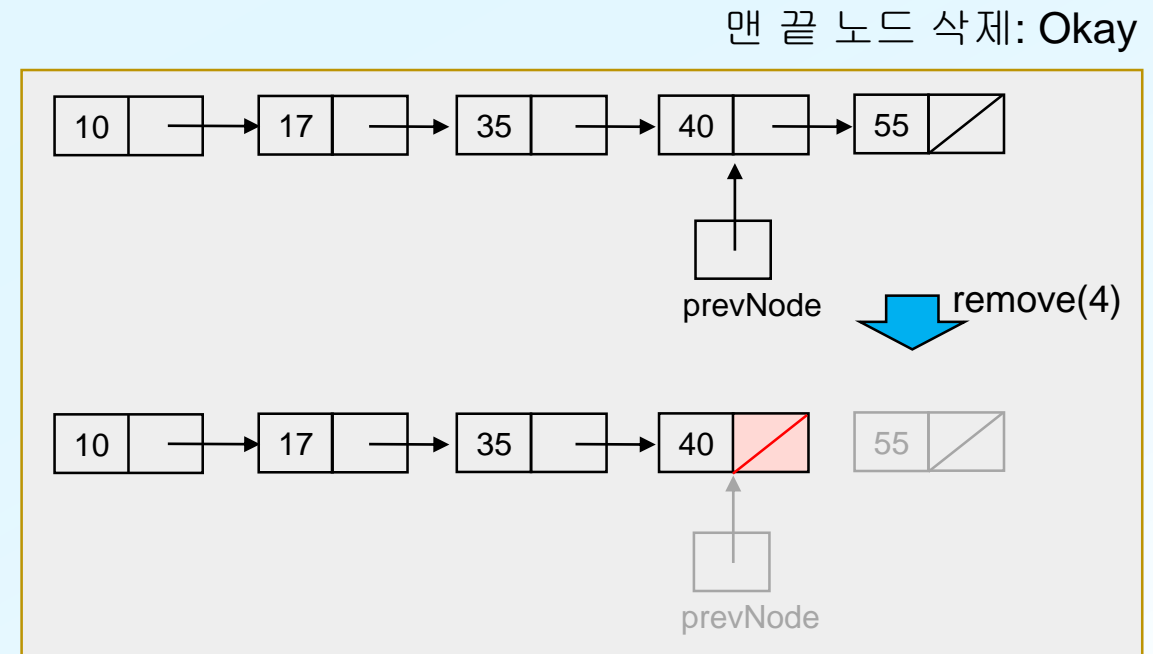 맨 끝 노드 삭제: Okay
10 17 35 40 55
prevNode
remove(4)
10 17 35 40 55
prevNode